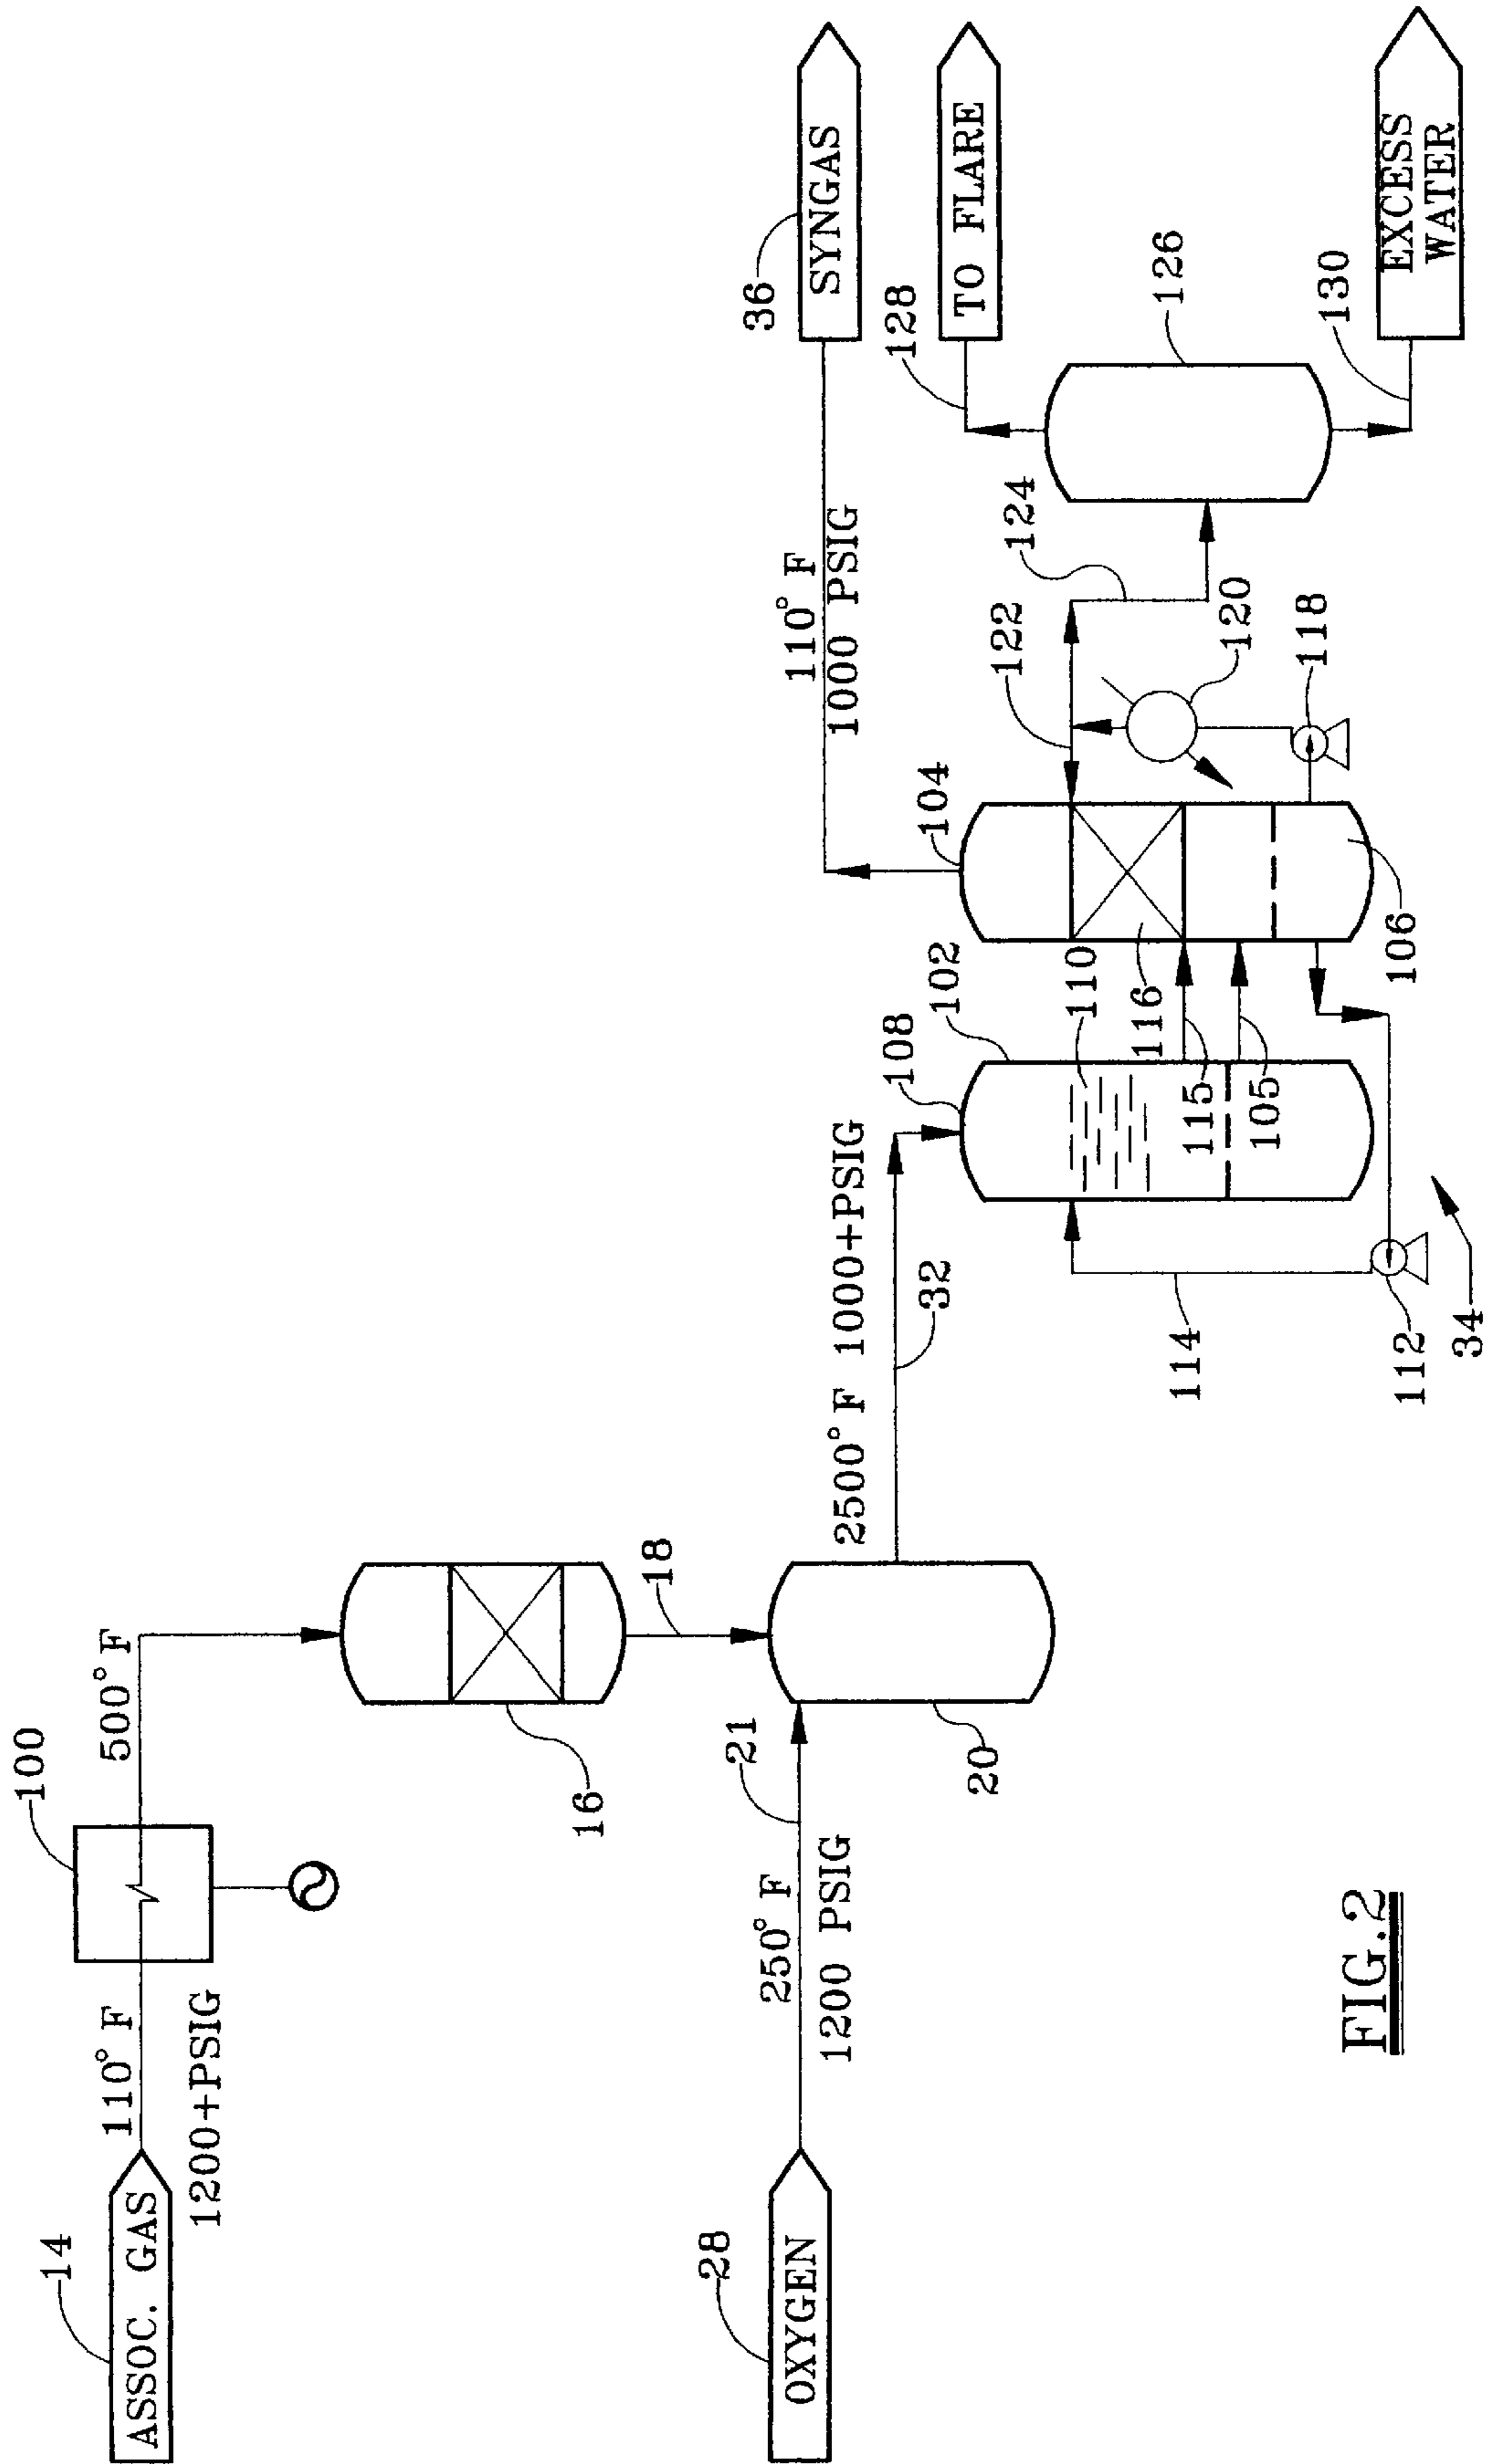 14
ASSOC. GAS
110° F
1200+PSIG
100
500° F
16
18
28
OXYGEN
250° F
1200 PSIG
21
20
2500° F 1000+PSIG
32
108
102
110
115
105
114
112
34
104
116
106
110° F
1000 PSIG
36
SYNGAS
122
124
120
118
128
TO FLARE
126
130
EXCESS
WATER
FIG.2